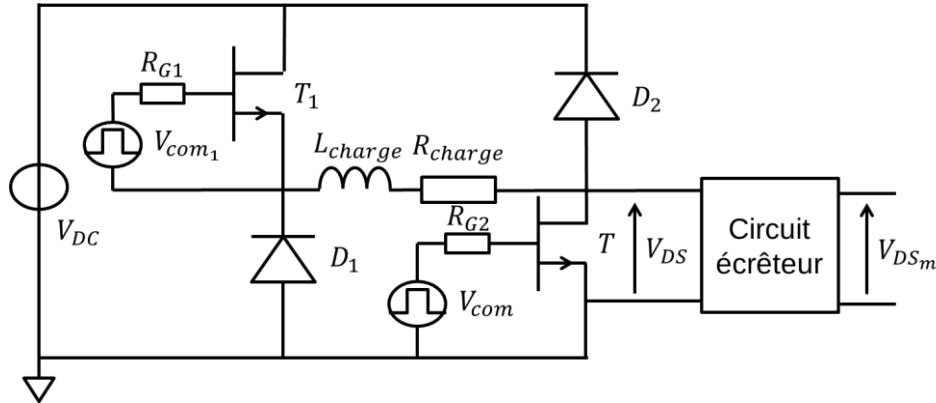 R_{G1}
T_1
D_2
V_{com_1}
L_{charge}
R_{charge}
V_{DC}
R_{G2}
D_1
T
V_{DS}
Circuit
écrêteur
V_{DS_m}
V_{com}